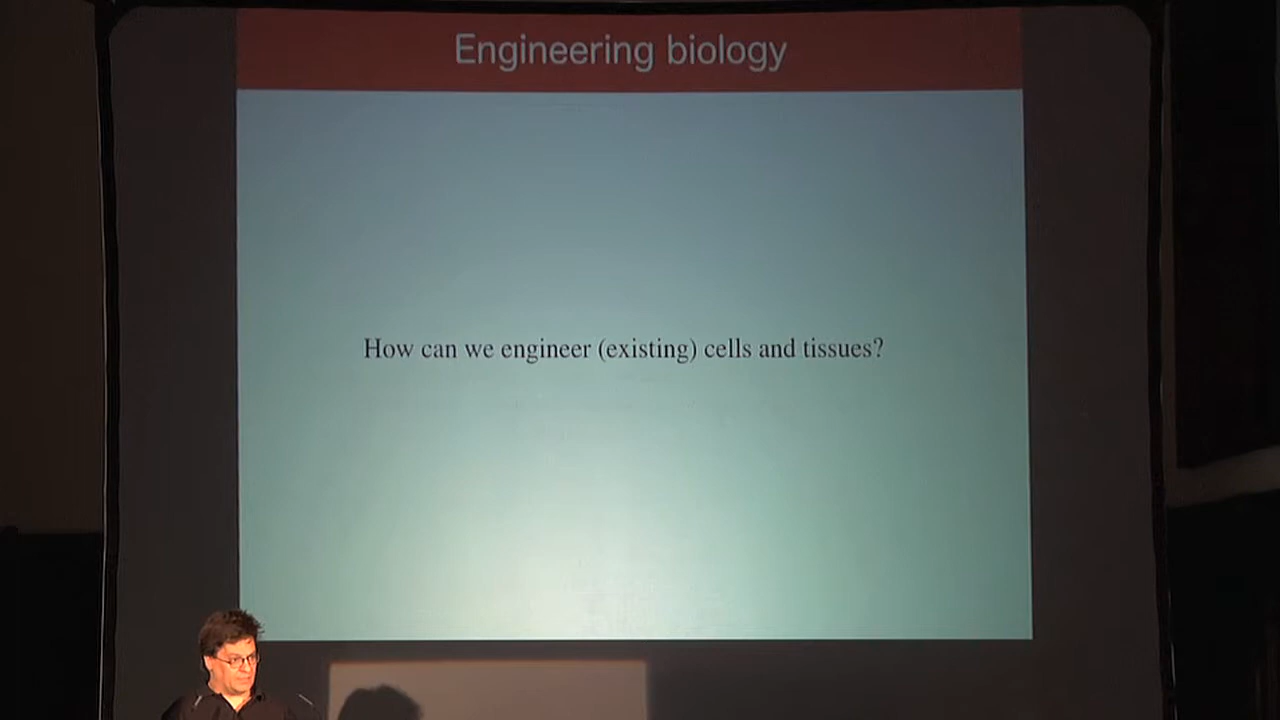 Engineering biology
How can we engineer (existing) cells and tissues?